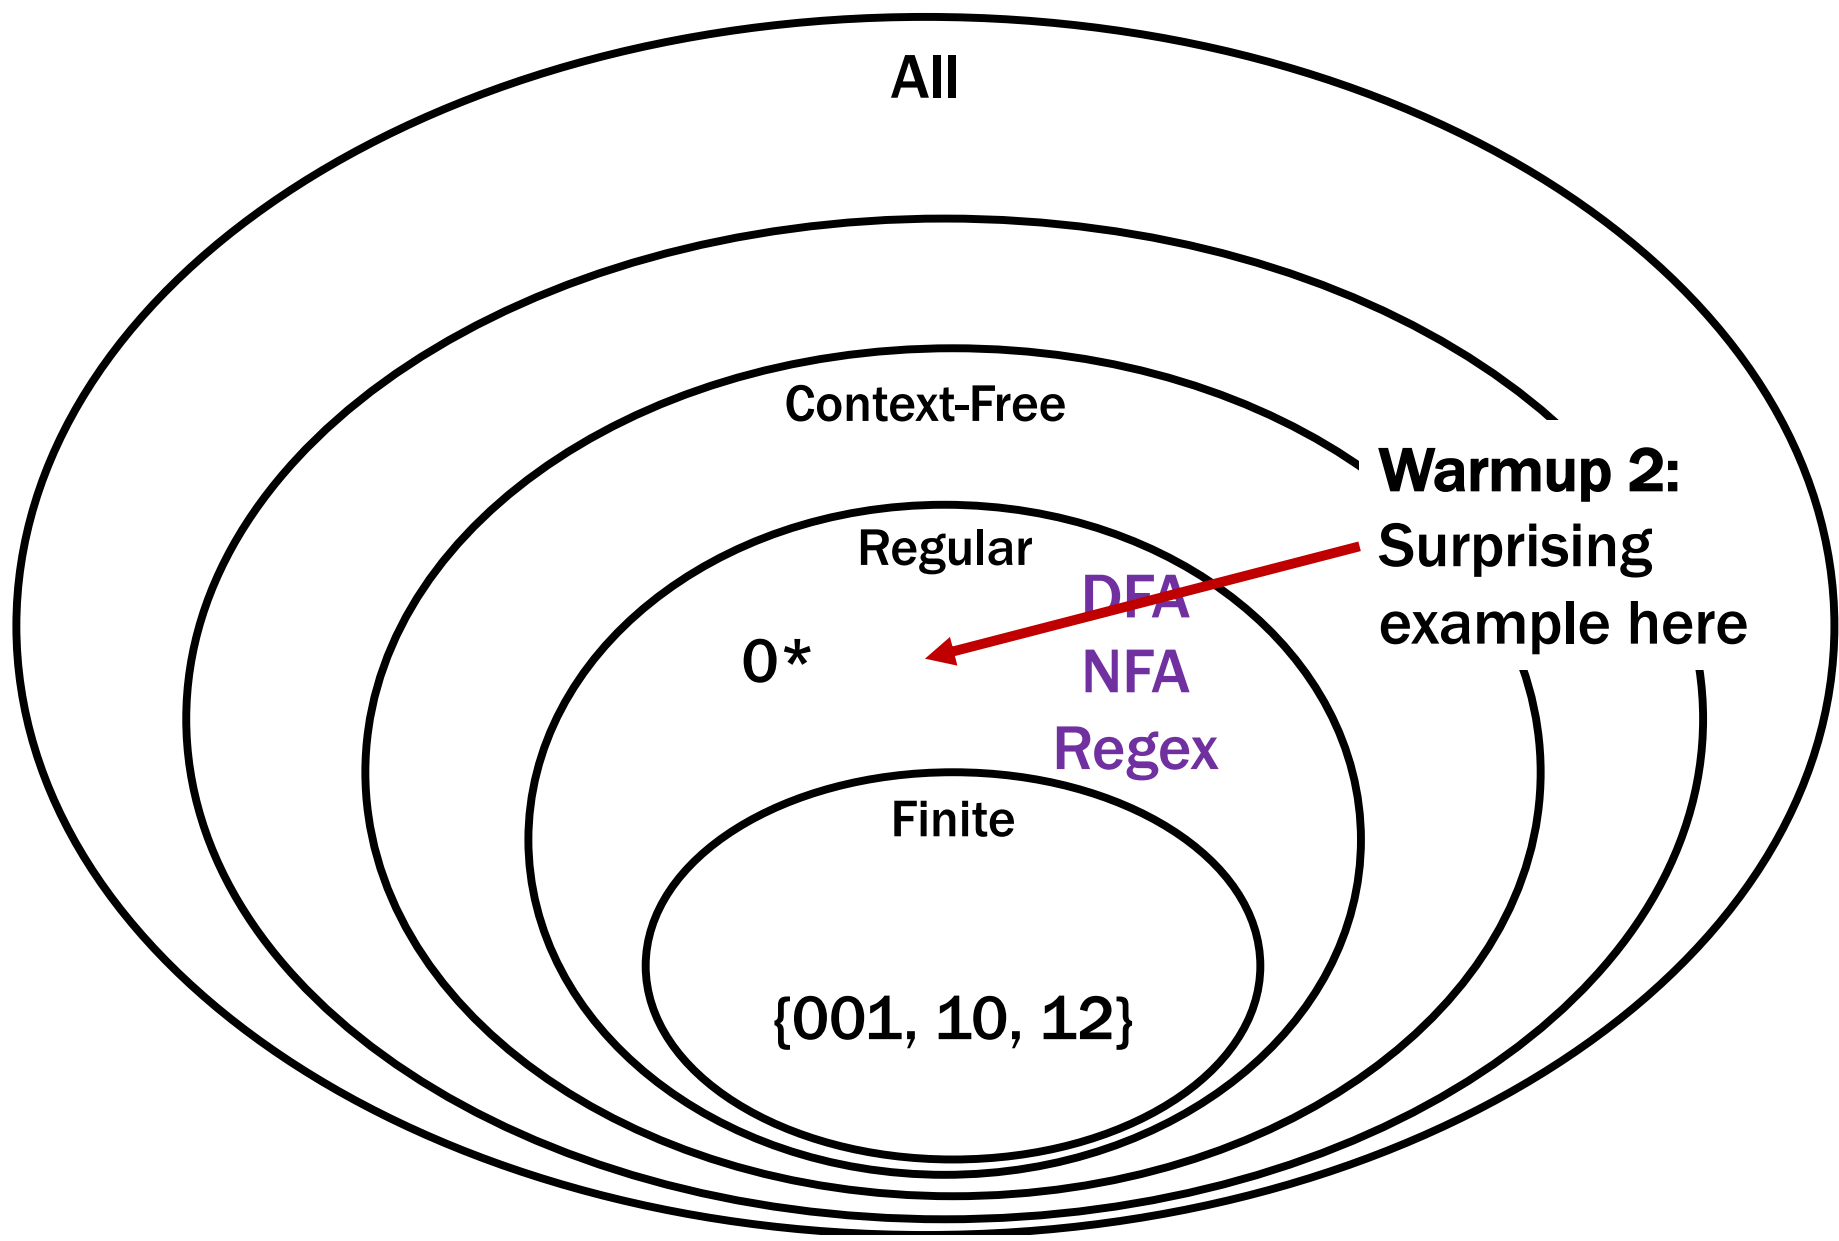 All
Context-Free
Warmup 2:
Surprising
example here
Regular
DFA
NFA
Regex
0*
Finite
{001, 10, 12}